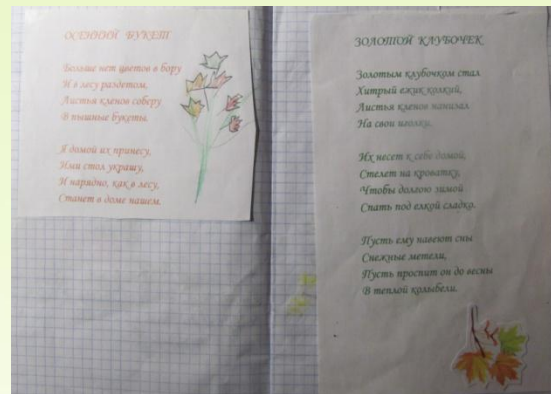 ОСЕННИЙ БУКЕТ
Больше нет цветов в бору
И в лесу раздетом,
Листья кленов соберу
В пышные букеты.
Я домой их принесу,
Ими стол украшу,
И нарядно, как в лесу,
Станет в доме нашем.
ЗОЛОТОЙ КЛУБОЧЕК
Золотым клубочком стал
Хитрый ежик колкий,
Листья кленов нанизал
На свои иголки.
Их несет к себе домой,
Стелет на кроватку,
Чтобы долгою зимой
Спать под елкой сладко.
Пусть ему навеют сны
Снежные метели,
Пусть проспит он до весны
В теплой колыбели.